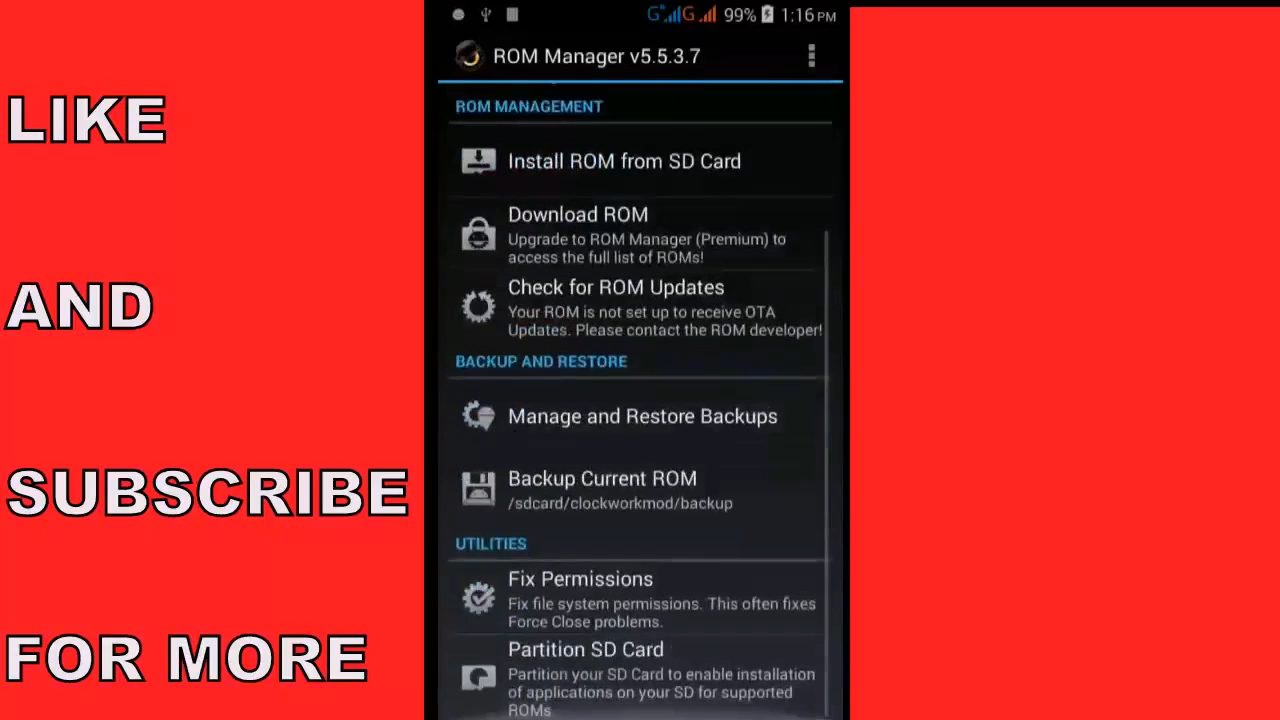 LIKE
AND
SUBSCRIBE
FOR MORE
G G 99% 1:16 PM
ROM Manager v5.5.3.7
ROM MANAGEMENT
Install ROM from SD Card
Download ROM
Upgrade to ROM Manager (Premium) to
access the full list of ROMs!
Check for ROM Updates
Your ROM is not set up to receive OTA
Updates. Please contact the ROM developer!
BACKUP AND RESTORE
Manage and Restore Backups
Backup Current ROM
/sdcard/clockworkmod/backup
UTILITIES
Fix Permissions
Fix file system permissions. This often fixes
Force Close problems.
Partition SD Card
Partition your SD Card to enable installation
of applications on your SD for supported
ROMs